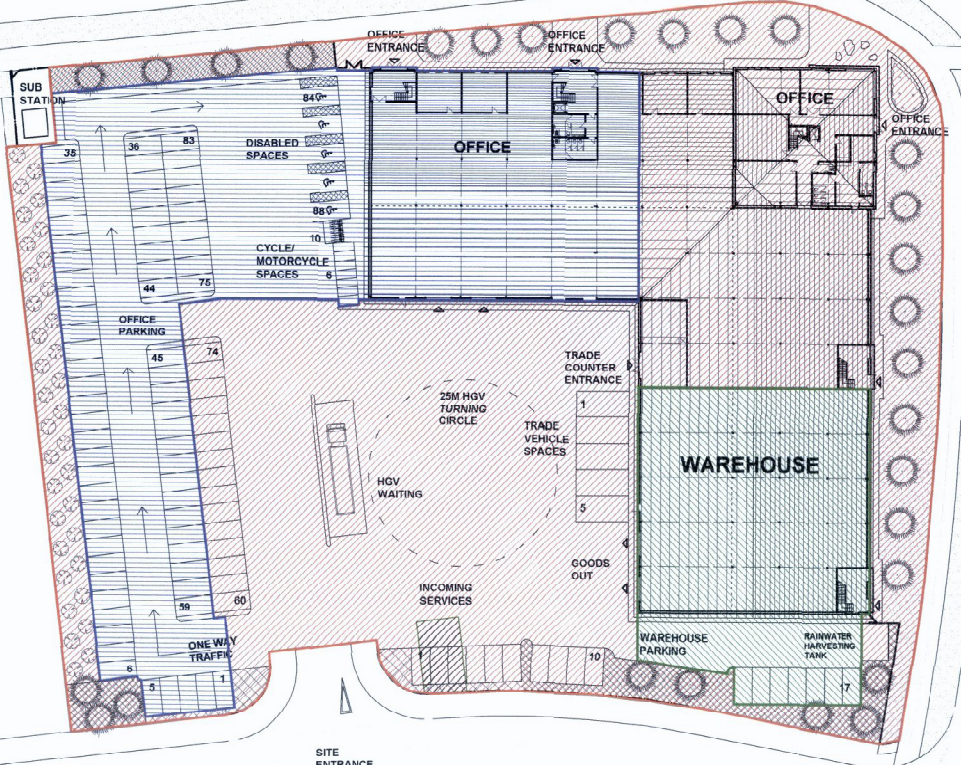 OFFICE
ENTRANCE
OFFICE
ENTRANCE
SUB
STATION
84
OFFICE
OFFICE
ENTRANCE
35
36
83
DISABLED
SPACES
OFFICE
88
10
CYCLE/
MOTORCYCLE
SPACES
6
44
75
OFFICE
PARKING
45
74
TRADE
COUNTER
ENTRANCE
25M HGV
TURNING
CIRCLE
1
TRADE
VEHICLE
SPACES
WAREHOUSE
HGV
WAITING
5
GOODS
OUT
INCOMING
SERVICES
59
60
ONE WAY
TRAFFIC
WAREHOUSE
PARKING
RAINWATER
HARVESTING
TANK
6
5
1
1
10
17
SITE
ENTRANCE